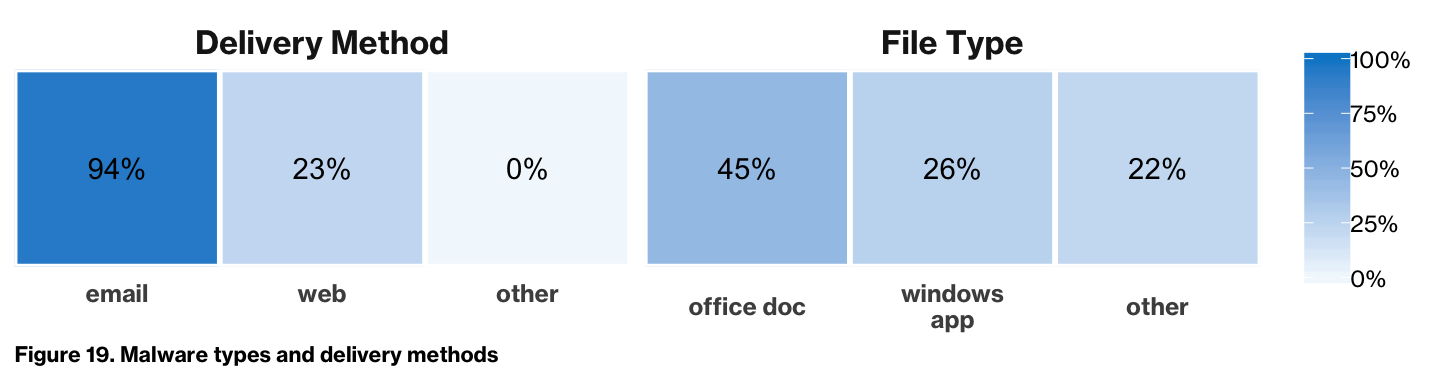 Delivery Method
File Type
94%
23%
0%
45%
26%
22%
email
web
other
office doc
windows
app
other
100%
75%
50%
25%
0%
Figure 19. Malware types and delivery methods